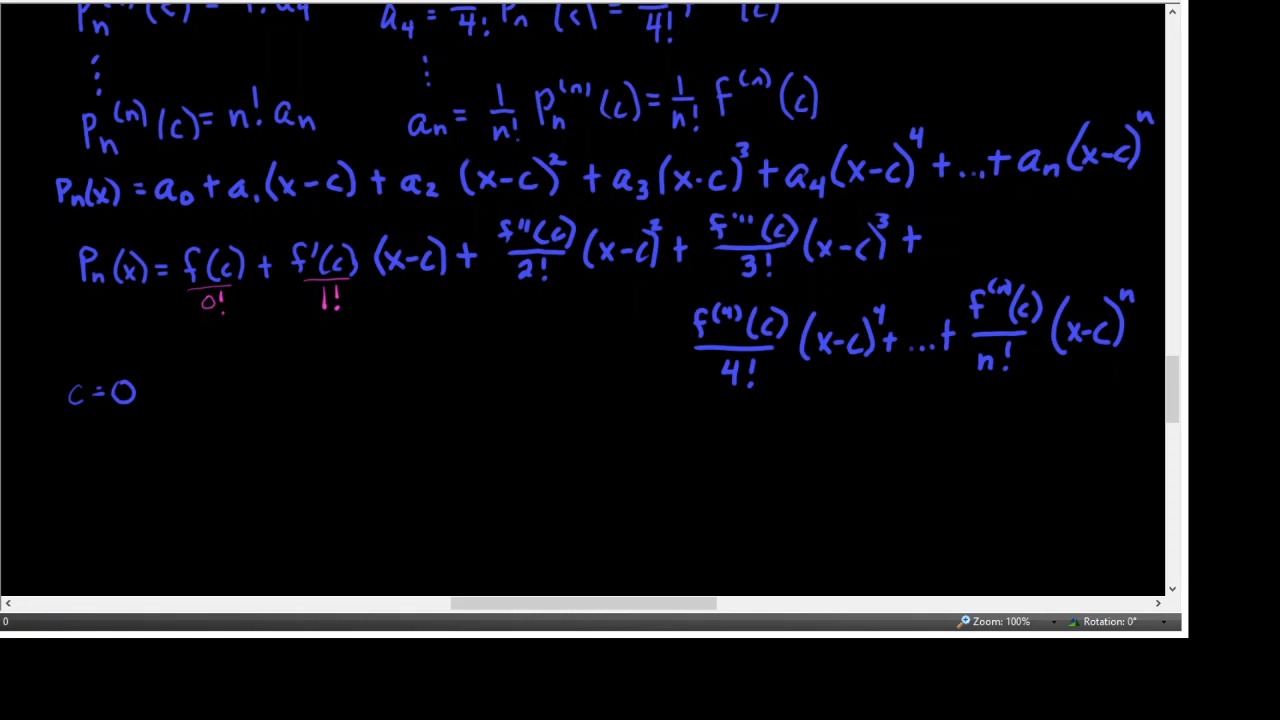 Pn (c) = 4! a4    a4 = 1/4! Pn (c) = 1/4! f (c)
⋮    ⋮
Pn^(n) (c) = n! an    an = 1/n! Pn^(n) (c) = 1/n! f^(n) (c)
Pn(x) = a0 + a1 (x-c) + a2 (x-c)^2 + a3 (x-c)^3 + a4 (x-c)^4 + ... + an (x-c)^n
Pn(x) = f(c)/0! + f'(c)/1! (x-c) + f''(c)/2! (x-c)^2 + f'''(c)/3! (x-c)^3 +
f^(4)(c)/4! (x-c)^4 + ... + f^(n)(c)/n! (x-c)^n
c = 0
0 Zoom: 100% Rotation: 0°